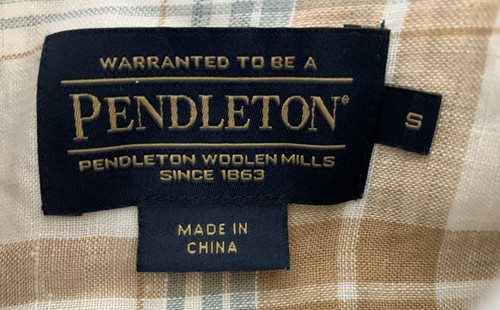 WARRANTED TO BE A
PENDLETON®
S
PENDLETON WOOLEN MILLS
SINCE 1863
MADE IN
CHINA